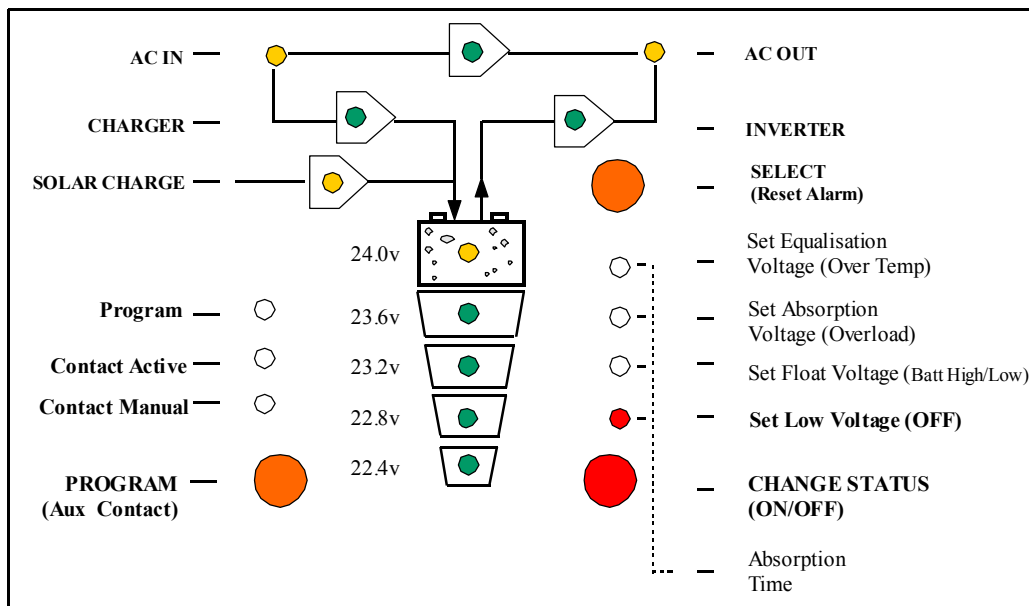 AC IN
AC OUT
CHARGER
INVERTER
SOLAR CHARGE
SELECT
(Reset Alarm)
24.0v
Set Equalisation
Voltage (Over Temp)
Program
23.6v
Set Absorption
Voltage (Overload)
Contact Active
23.2v
Set Float Voltage (Batt High/Low)
Contact Manual
22.8v
Set Low Voltage (OFF)
22.4v
PROGRAM
(Aux Contact)
CHANGE STATUS
(ON/OFF)
Absorption
Time